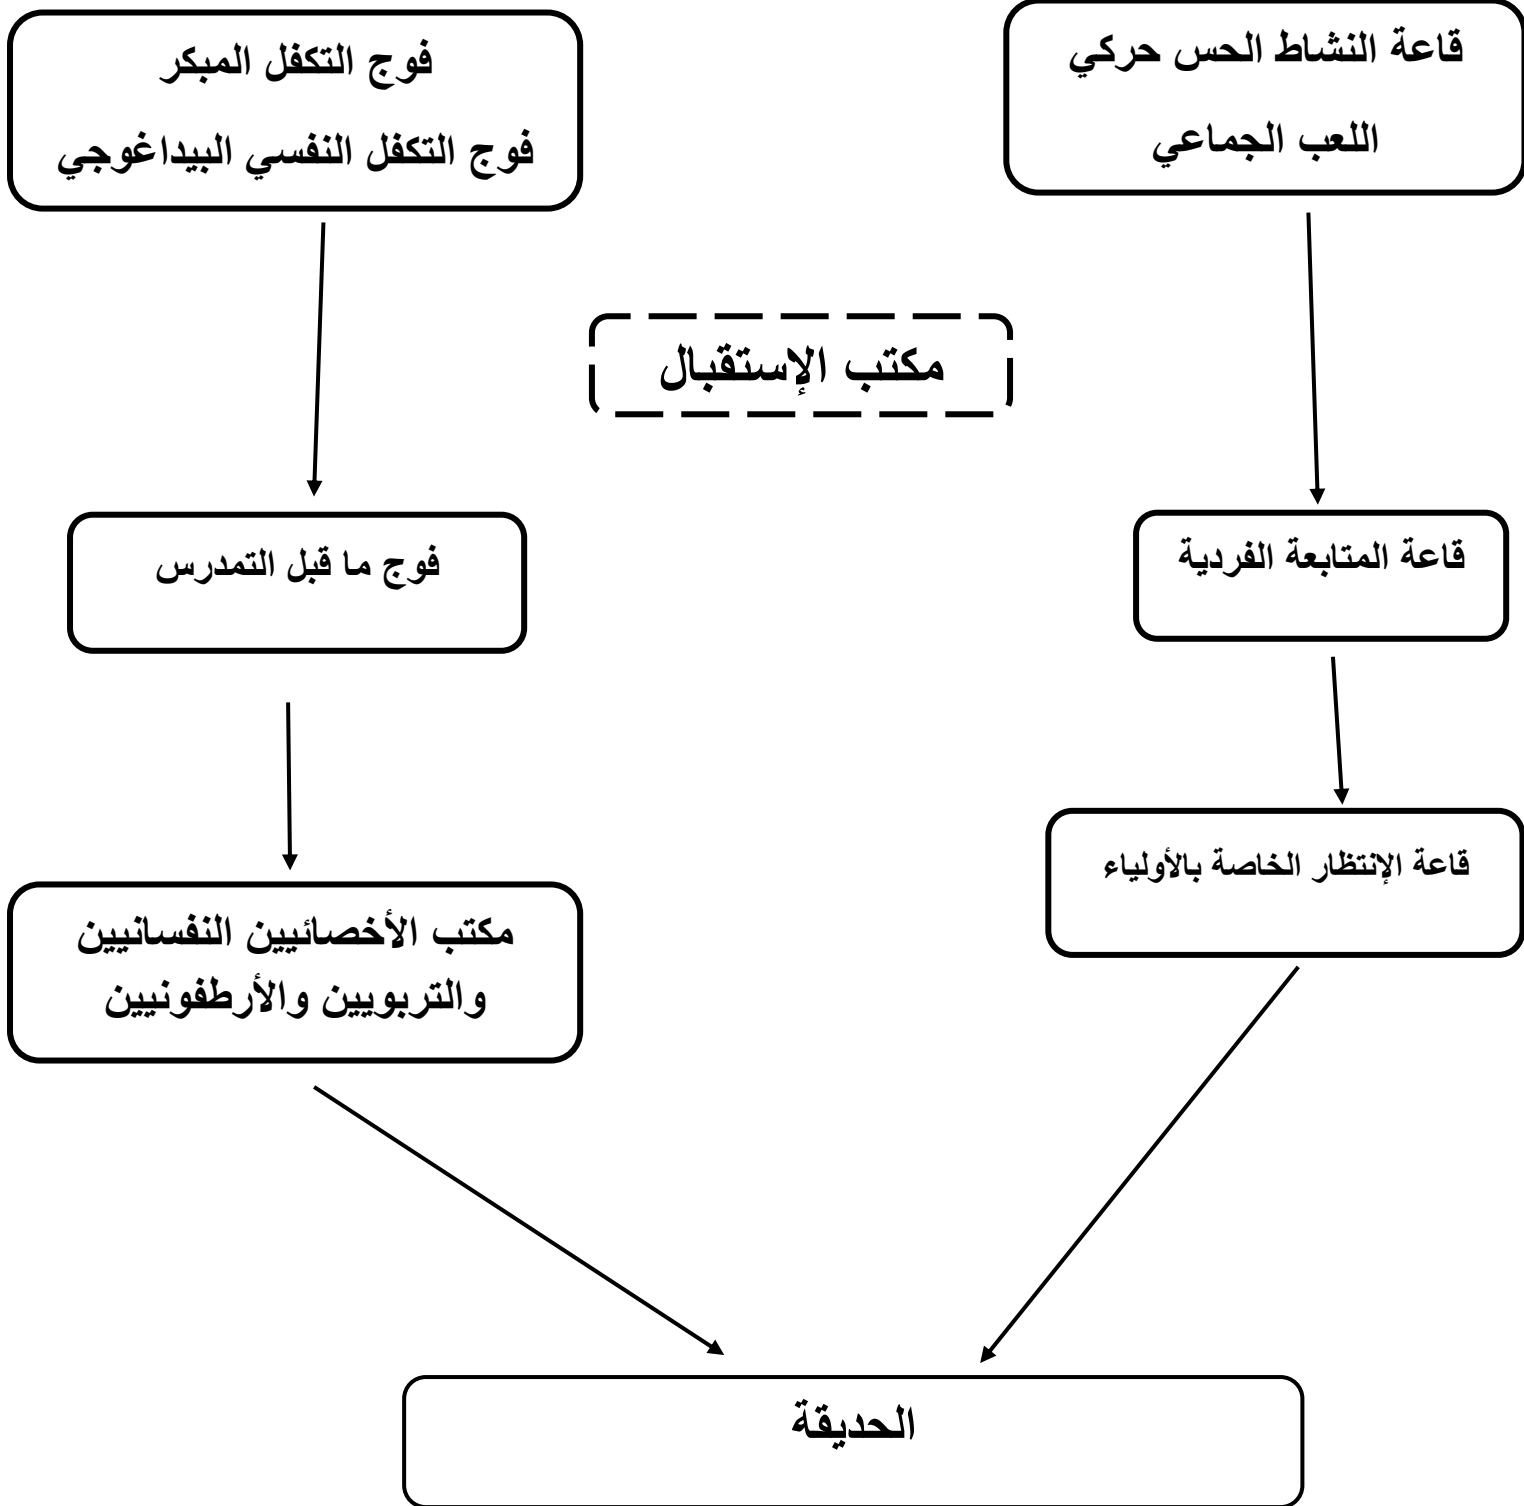 قاعة النشاط الحس حركي
اللعب الجماعي
فوج التكفل المبكر
فوج التكفل النفسي البيداغوجي
مكتب الإستقبال
قاعة المتابعة الفردية
فوج ما قبل التمدرس
قاعة الإنتظار الخاصة بالأولياء
مكتب الأخصائيين النفسانيين
والتربويين والأرطفونيين
الحديقة